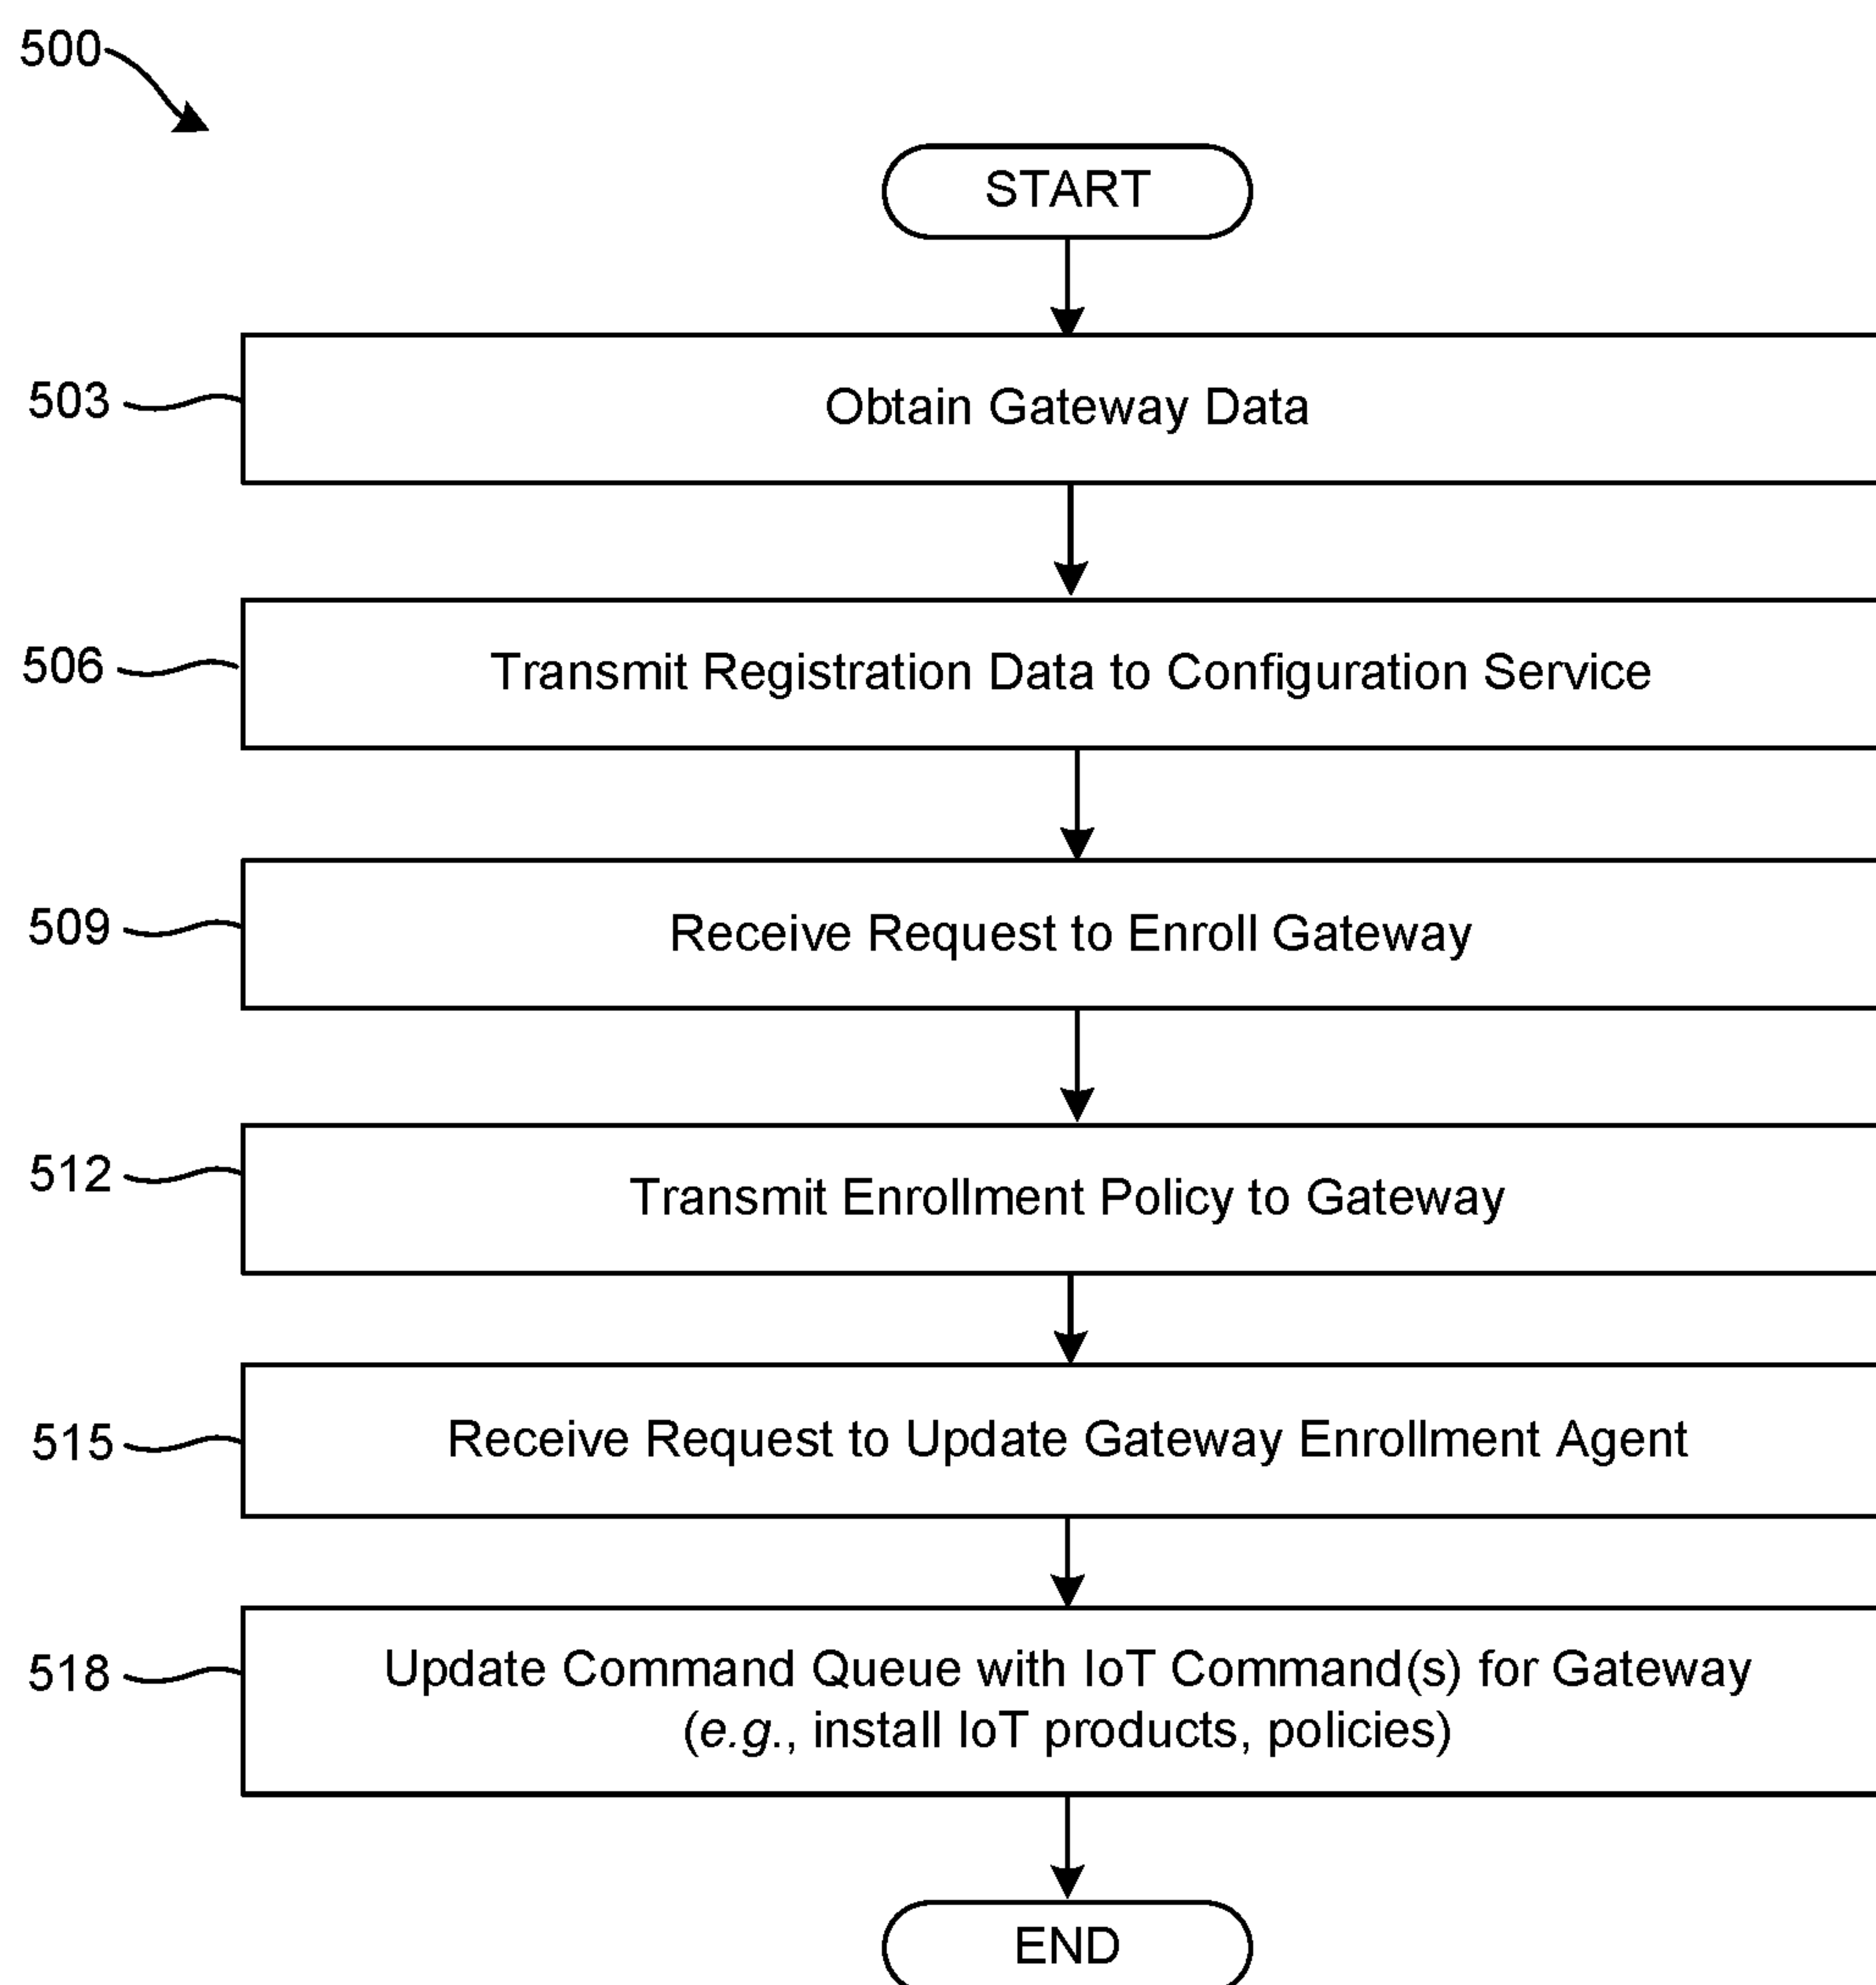 500
START
503
Obtain Gateway Data
506
Transmit Registration Data to Configuration Service
509
Receive Request to Enroll Gateway
512
Transmit Enrollment Policy to Gateway
515
Receive Request to Update Gateway Enrollment Agent
518
Update Command Queue with IoT Command(s) for Gateway
(e.g., install IoT products, policies)
END